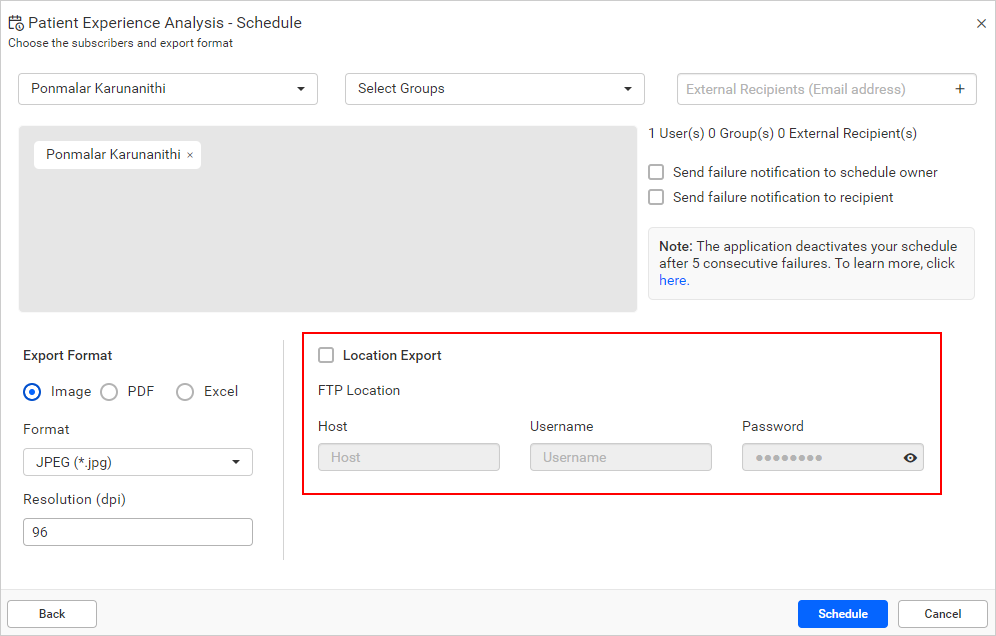 Patient Experience Analysis - Schedule
Choose the subscribers and export format
Ponmalar Karunanithi
Select Groups
External Recipients (Email address) +
Ponmalar Karunanithi ×
1 User(s) 0 Group(s) 0 External Recipient(s)
Send failure notification to schedule owner
Send failure notification to recipient
Note: The application deactivates your schedule
after 5 consecutive failures. To learn more, click
here.
Export Format
Image PDF Excel
Format
JPEG (*.jpg)
Resolution (dpi)
96
Location Export
FTP Location
Host Username Password
Host Username
Back Schedule Cancel